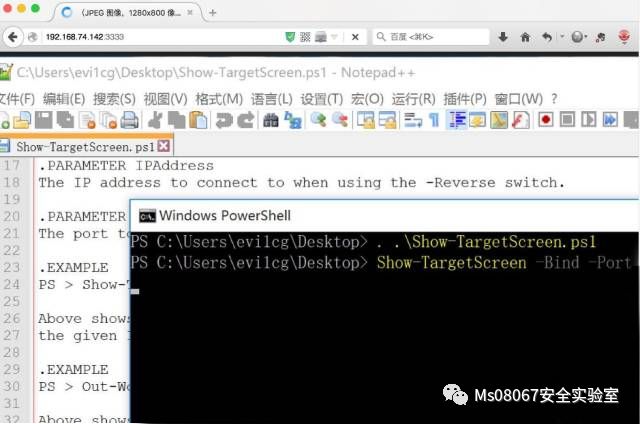 (JPEG 图像，1280x800 像...
192.168.74.142:3333
百度 <⌘K>
C:\Users\evi1cg\Desktop\Show-TargetScreen.ps1 - Notepad++
文件(F) 编辑(E) 搜索(S) 视图(V) 格式(M) 语言(L) 设置(T) 宏(O) 运行(R) 插件(P) 窗口(W) ?
Show-TargetScreen.ps1
17 .PARAMETER IPAddress
18 The IP address to connect to when using the -Reverse switch.
19
20 .PARAMETER
21 The port to
22
23 .EXAMPLE
24 PS > Show-T
25
26 Above shows
27 the given I
28
29 .EXAMPLE
30 PS > Out-Wo
31
32 Above shows
Windows PowerShell
PS C:\Users\evi1cg\Desktop> . .\Show-TargetScreen.ps1
PS C:\Users\evi1cg\Desktop> Show-TargetScreen -Bind -Port
Ms08067安全实验室